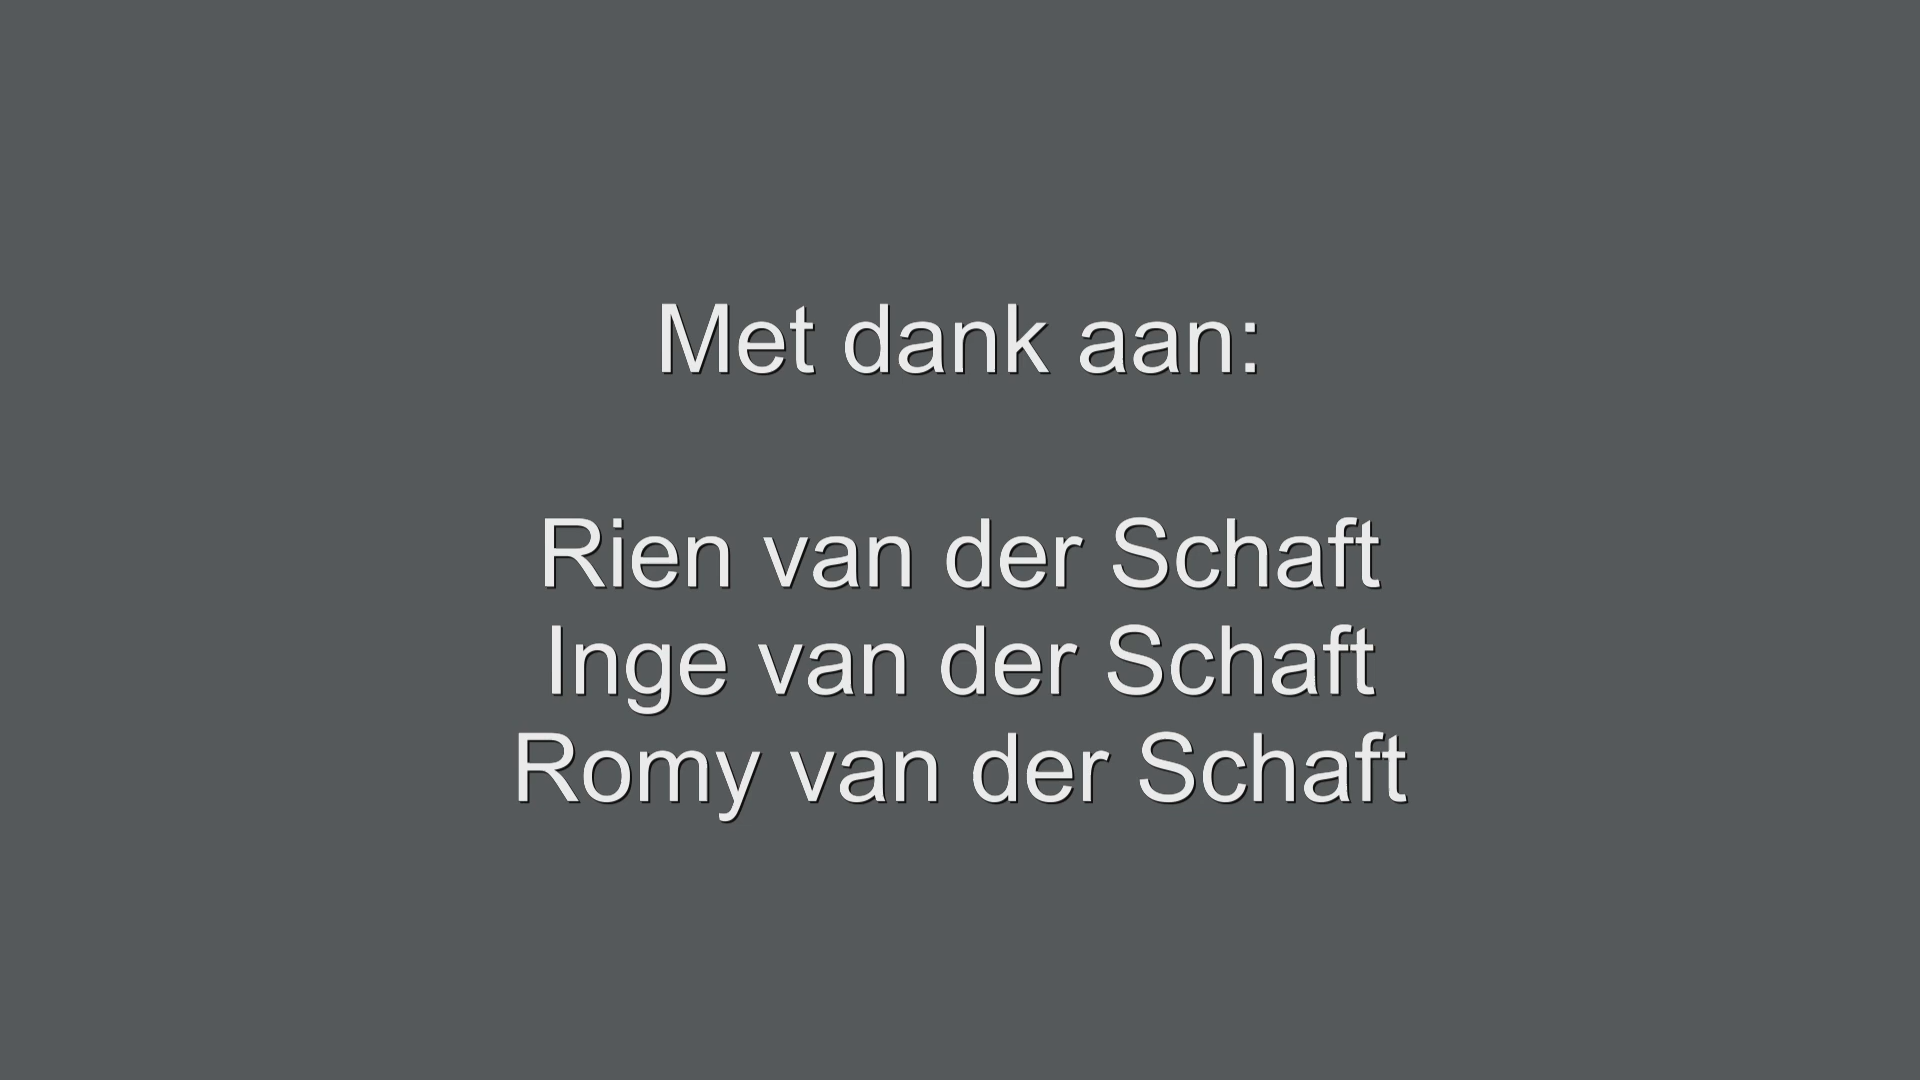 Met dank aan:
Rien van der Schaft
Inge van der Schaft
Romy van der Schaft